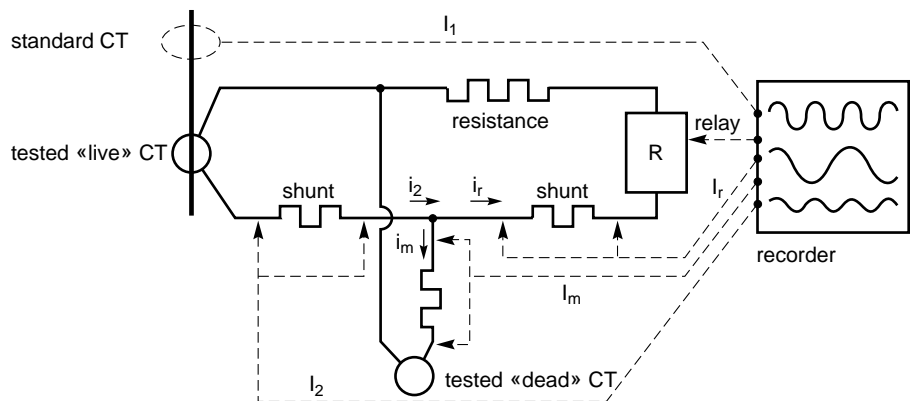 I1
standard CT
resistance
relay
tested «live» CT
R
shunt
i2
ir
shunt
Ir
im
recorder
Im
tested «dead» CT
I2